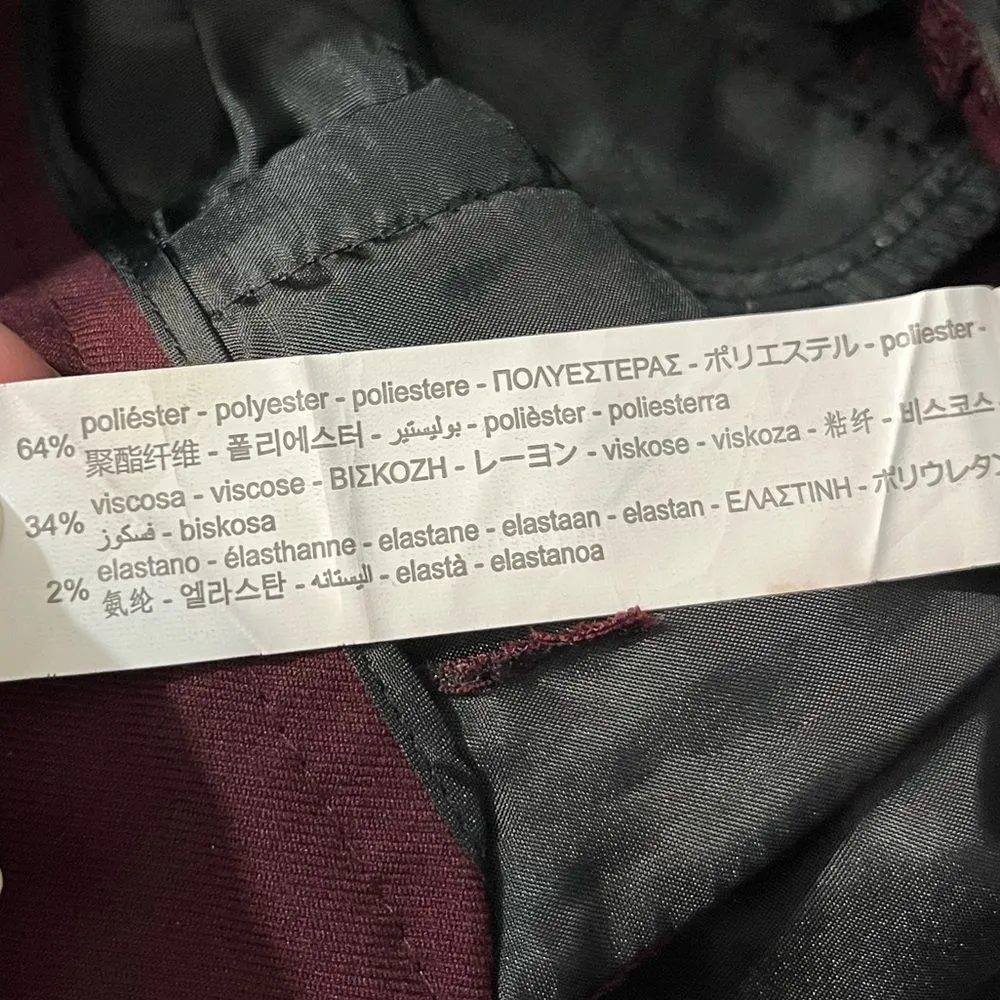 64% poliéster - polyester - poliestere - ΠΟΛΥΕΣΤΕΡΑΣ - ポリエステル - poliester -
聚酯纤维 - 폴리에스터 - بوليستير - polièster - poliesterra
34% viscosa - viscose - ΒΙΣΚΟΖΗ - レーヨン - viskose - viskoza - 粘纤 - 비스코스
فسكوز - biskosa
2% elastano - élasthanne - elastane - elastaan - elastan - ΕΛΑΣΤΙΝΗ - ポリウレタン
氨纶 - 엘라스탄 - اليستانه - elastà - elastanoa